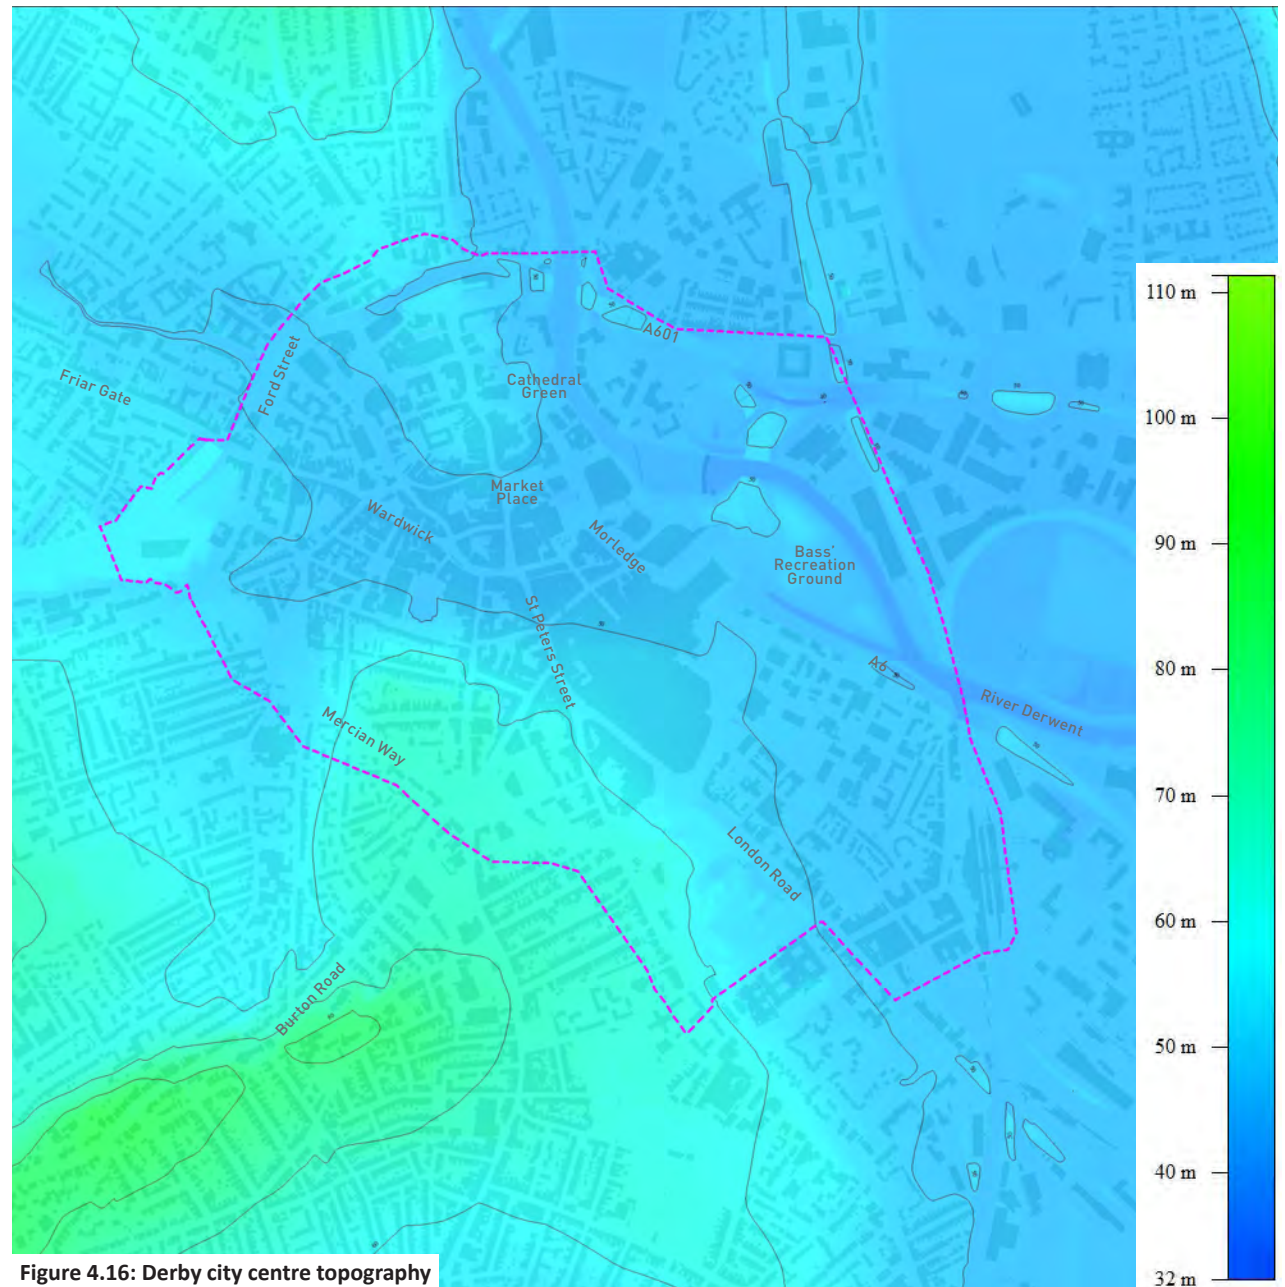 A601
Cathedral
Green
Ford Street
Friar Gate
Market
Place
Wardwick
Morledge
Bass'
Recreation
Ground
St Peters Street
A6
River Derwent
Mercian Way
London Road
Burton Road
110 m
100 m
90 m
80 m
70 m
60 m
50 m
40 m
32 m
Figure 4.16: Derby city centre topography